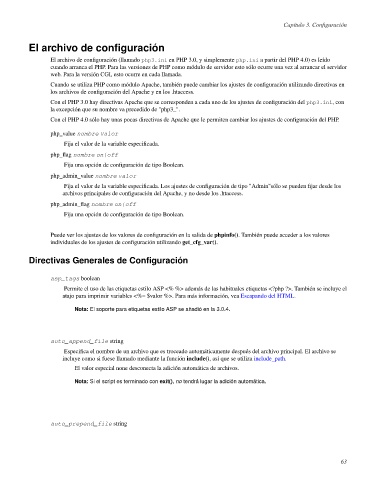 Capítulo 3. Configuración
El archivo de configuración
El archivo de configuración (llamado php3.ini en PHP 3.0, y simplemente php.ini a partir del PHP 4.0) es leído
cuando arranca el PHP. Para las versiones de PHP como módulo de servidor esto sólo ocurre una vez al arrancar el servidor
web. Para la versión CGI, esto ocurre en cada llamada.
Cuando se utiliza PHP como módulo Apache, también puede cambiar los ajustes de configuración utilizando directivas en
los archivos de configuración del Apache y en los .htaccess.
Con el PHP 3.0 hay directivas Apache que se corresponden a cada uno de los ajustes de configuración del php3.ini, con
la excepción que su nombre va precedido de "php3_".
Con el PHP 4.0 sólo hay unas pocas directivas de Apache que le permiten cambiar los ajustes de configuración del PHP.
php_value nombre valor
Fija el valor de la variable especificada.
php_flag nombre on|off
Fija una opción de configuración de tipo Boolean.
php_admin_value nombre valor
Fija el valor de la variable especificada. Los ajustes de configuración de tipo "Admin"sólo se pueden fijar desde los
archivos principales de configuración del Apache, y no desde los .htaccess.
php_admin_flag nombre on|off
Fija una opción de configuración de tipo Boolean.
Puede ver los ajustes de los valores de configuración en la salida de phpinfo(). También puede acceder a los valores
individuales de los ajustes de configuración utilizando get_cfg_var().
Directivas Generales de Configuración
asp_tags boolean
Permite el uso de las etiquetas estilo ASP <% %> además de las habituales etiquetas <?php ?>. También se incluye el
atajo para imprimir variables <%= $valor %>. Para más información, vea Escapando del HTML.
Nota: El soporte para etiquetas estilo ASP se añadió en la 3.0.4.
auto_append_file string
Especifica el nombre de un archivo que es troceado automáticamente después del archivo principal. El archivo se
incluye como si fuese llamado mediante la función include(), así que se utiliza include_path.
El valor especial none desconecta la adición automática de archivos.
Nota: Si el script es terminado con exit(), no tendrá lugar la adición automática.
auto_prepend_file string
63